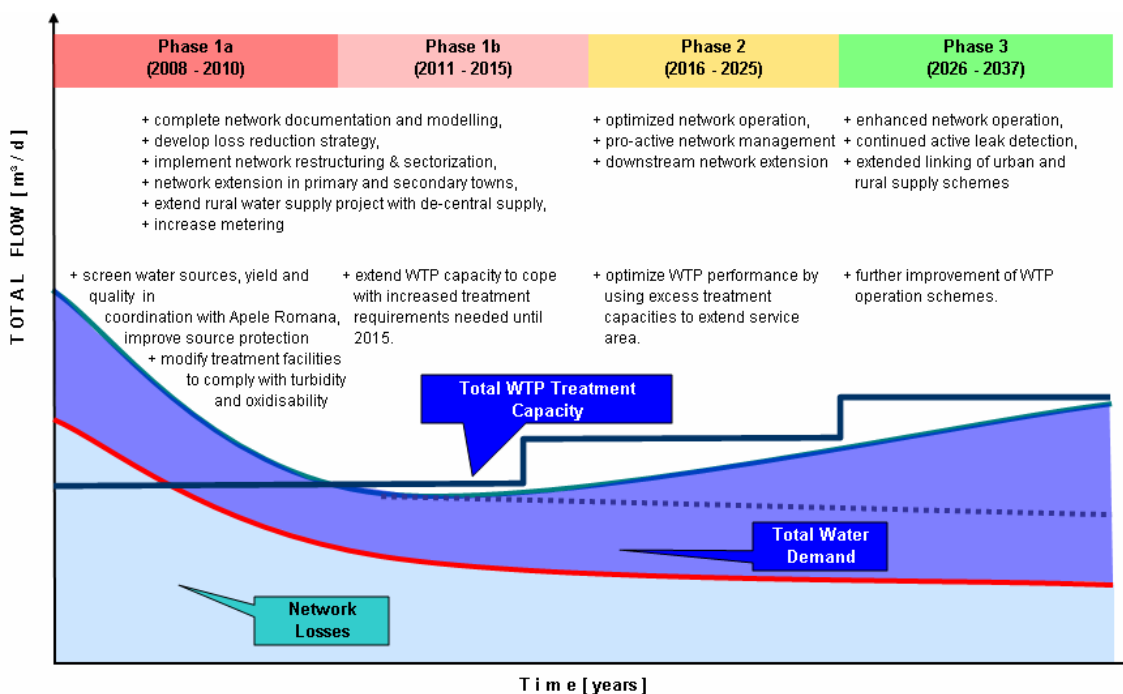 Phase 1a
(2008 - 2010)
Phase 1b
(2011 - 2015)
Phase 2
(2016 - 2025)
Phase 3
(2026 - 2037)
+ complete network documentation and modelling,
+ develop loss reduction strategy,
+ implement network restructuring & sectorization,
+ network extension in primary and secondary towns,
+ extend rural water supply project with de-central supply,
+ increase metering
+ optimized network operation,
+ pro-active network management
+ downstream network extension
+ enhanced network operation,
+ continued active leak detection,
+ extended linking of urban and
rural supply schemes
+ screen water sources, yield and
quality in
coordination with Apele Romana,
improve source protection
+ modify treatment facilities
to comply with turbidity
and oxidisability
+ extend WTP capacity to cope
with increased treatment
requirements needed until
2015.
+ optimize WTP performance by
using excess treatment
capacities to extend service
area.
+ further improvement of WTP
operation schemes.
Total WTP Treatment
Capacity
Total Water
Demand
Network
Losses
TOTAL FLOW [ m³ / d ]
Time [ years ]